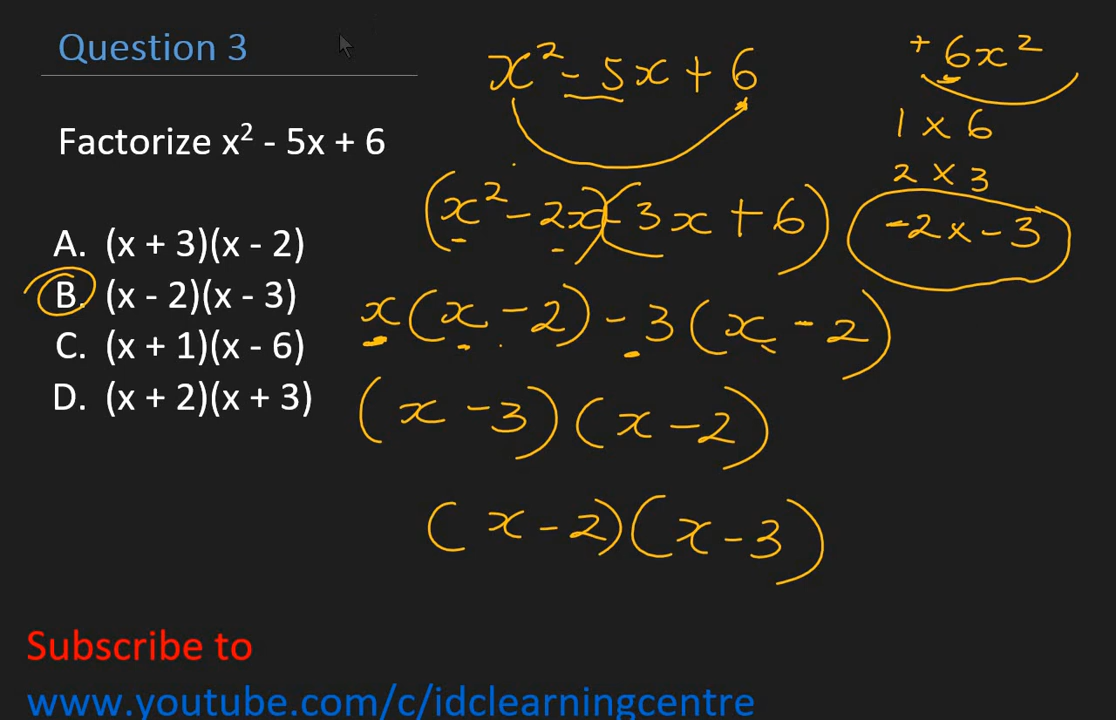 Question 3
Factorize x² - 5x + 6
A. (x + 3)(x - 2)
B. (x - 2)(x - 3)
C. (x + 1)(x - 6)
D. (x + 2)(x + 3)
x² - 5x + 6
(x² - 2x)(- 3x + 6)
x(x - 2) - 3(x - 2)
(x - 3)(x - 2)
(x - 2)(x - 3)
+ 6x²
1 x 6
2 x 3
-2 x - 3
Subscribe to
www.youtube.com/c/idclearningcentre